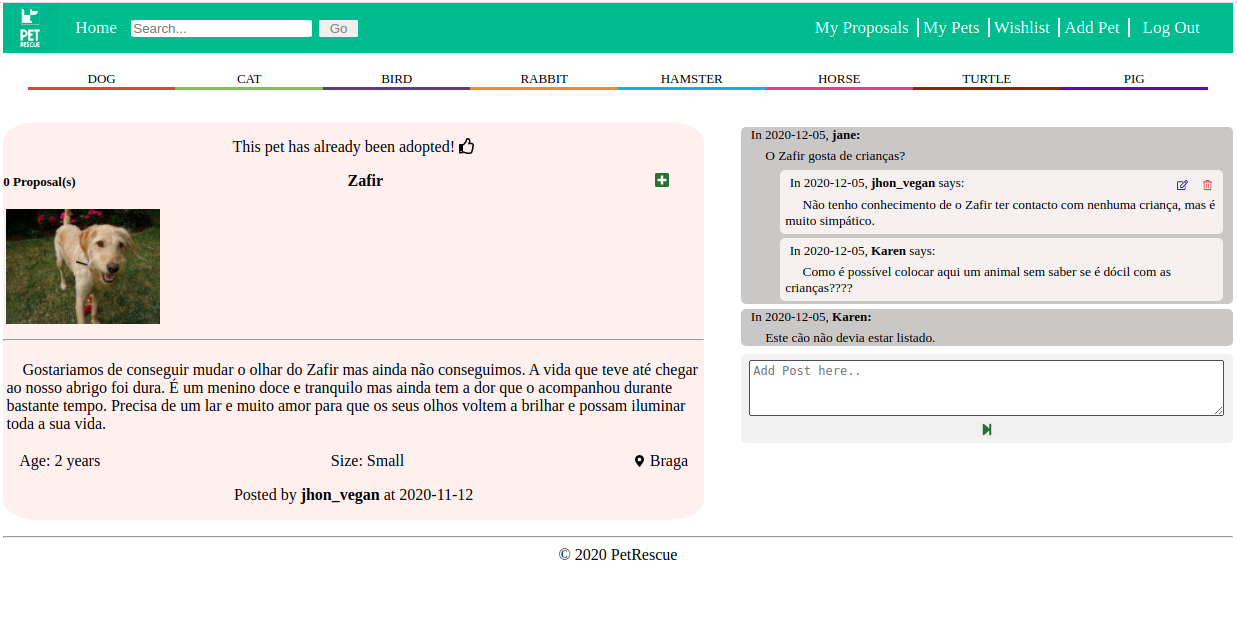 PET
RESCUE
Home
Search...
Go
My Proposals
My Pets
Wishlist
Add Pet
Log Out
DOG
CAT
BIRD
RABBIT
HAMSTER
HORSE
TURTLE
PIG
This pet has already been adopted!
0 Proposal(s)
Zafir
Gostariamos de conseguir mudar o olhar do Zafir mas ainda não conseguimos. A vida que teve até chegar
ao nosso abrigo foi dura. É um menino doce e tranquilo mas ainda tem a dor que o acompanhou durante
bastante tempo. Precisa de um lar e muito amor para que os seus olhos voltem a brilhar e possam iluminar
toda a sua vida.
Age: 2 years
Size: Small
Braga
Posted by jhon_vegan at 2020-11-12
In 2020-12-05, jane:
O Zafir gosta de crianças?
In 2020-12-05, jhon_vegan says:
Não tenho conhecimento de o Zafir ter contacto com nenhuma criança, mas é
muito simpático.
In 2020-12-05, Karen says:
Como é possível colocar aqui um animal sem saber se é dócil com as
crianças????
In 2020-12-05, Karen:
Este cão não devia estar listado.
Add Post here..
© 2020 PetRescue